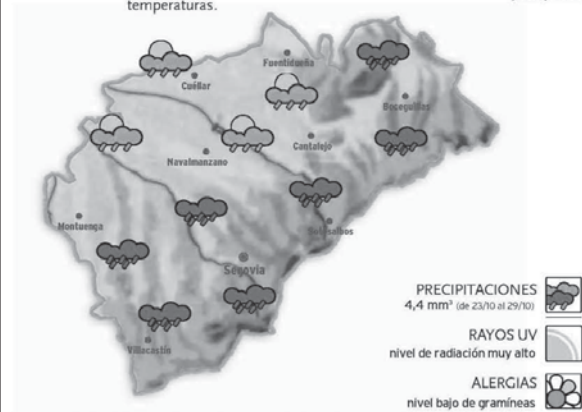 temperaturas.
Fuentidueña
Cuéllar
Boceguillas
Cantalejo
Navalmanzano
Montuenga
Segovia
Villacastín
PRECIPITACIONES
4,4 mm³ (de 23/10 al 29/10)
RAYOS UV
nivel de radiación muy alto
ALERGIAS
nivel bajo de gramíneas